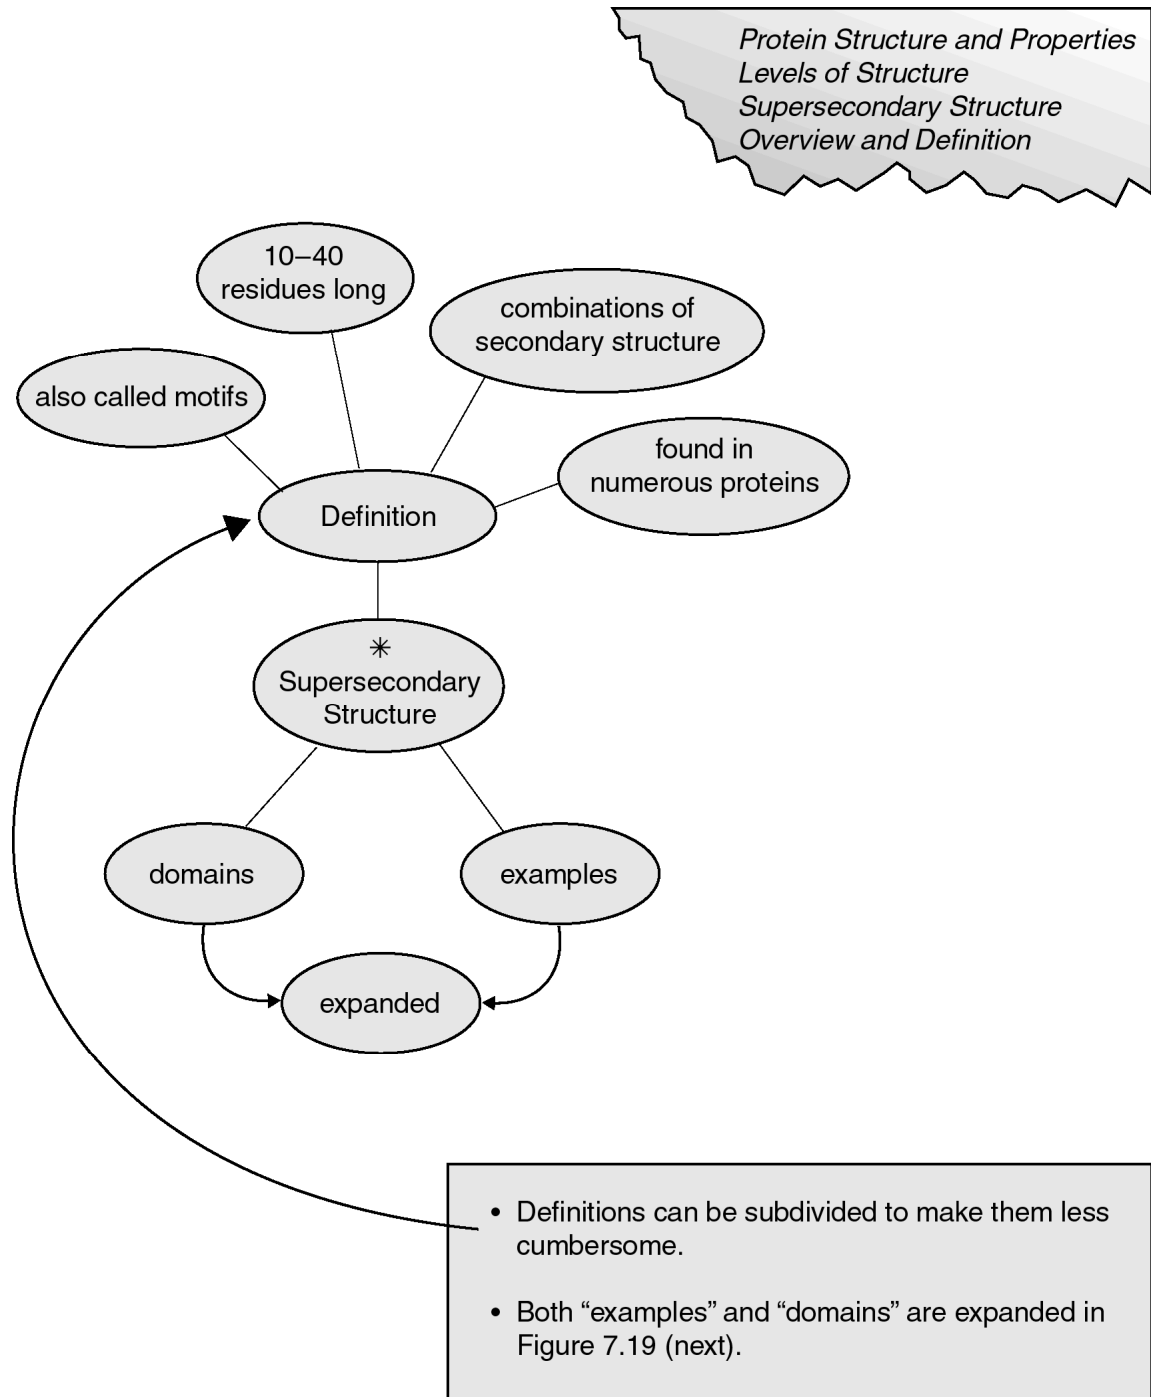 Protein Structure and Properties
Levels of Structure
Supersecondary Structure
Overview and Definition
10–40
residues long
combinations of
secondary structure
also called motifs
found in
numerous proteins
Definition
✳
Supersecondary
Structure
domains
examples
expanded
• Definitions can be subdivided to make them less
cumbersome.
• Both “examples” and “domains” are expanded in
Figure 7.19 (next).